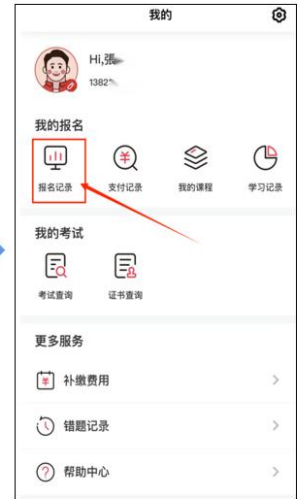 我的
Hi,張
1382
我的报名
报名记录 支付记录 我的课程 学习记录
我的考试
考试查询 证书查询
更多服务
补缴费用
错题记录
帮助中心